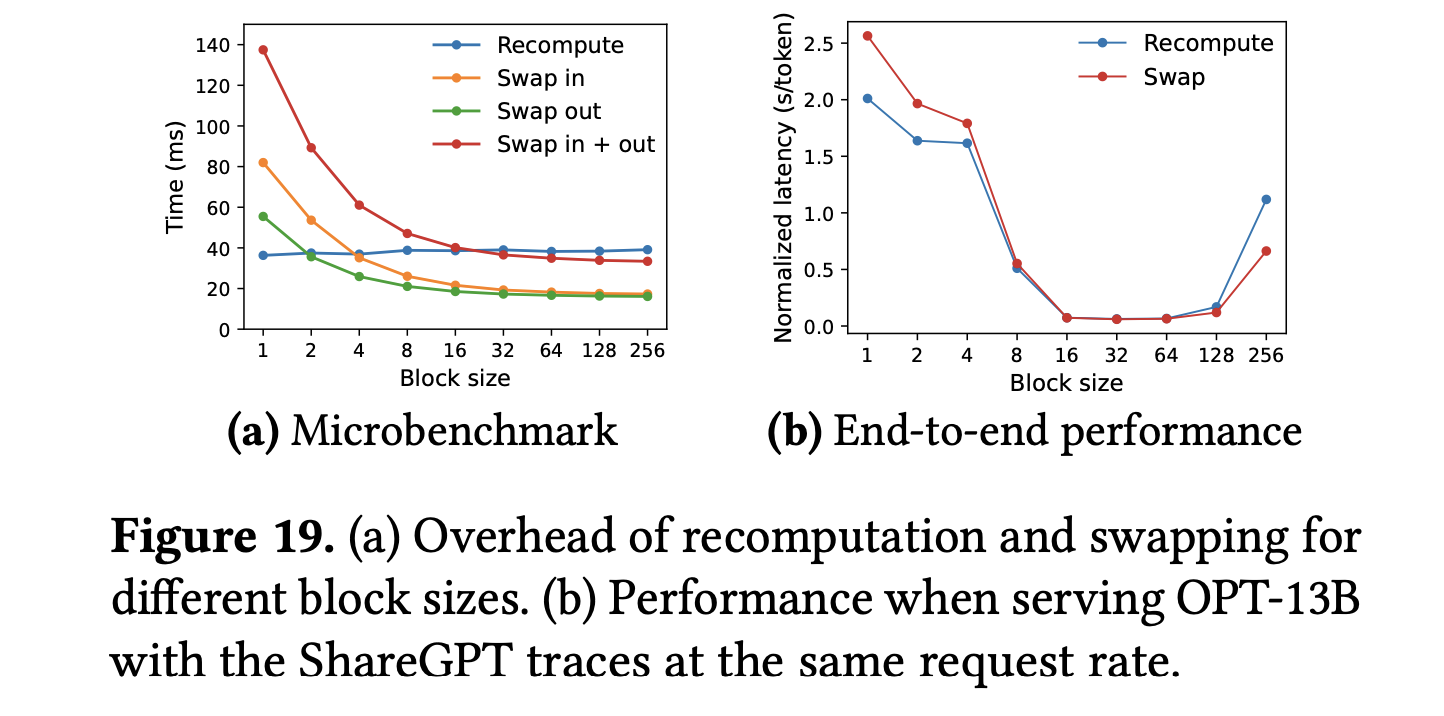 140
120
100
80
60
40
20
0
Time (ms)
Recompute
Swap in
Swap out
Swap in + out
1 2 4 8 16 32 64 128 256
Block size
(a) Microbenchmark
2.5
2.0
1.5
1.0
0.5
0.0
Normalized latency (s/token)
Recompute
Swap
1 2 4 8 16 32 64 128 256
Block size
(b) End-to-end performance
Figure 19. (a) Overhead of recomputation and swapping for
different block sizes. (b) Performance when serving OPT-13B
with the ShareGPT traces at the same request rate.